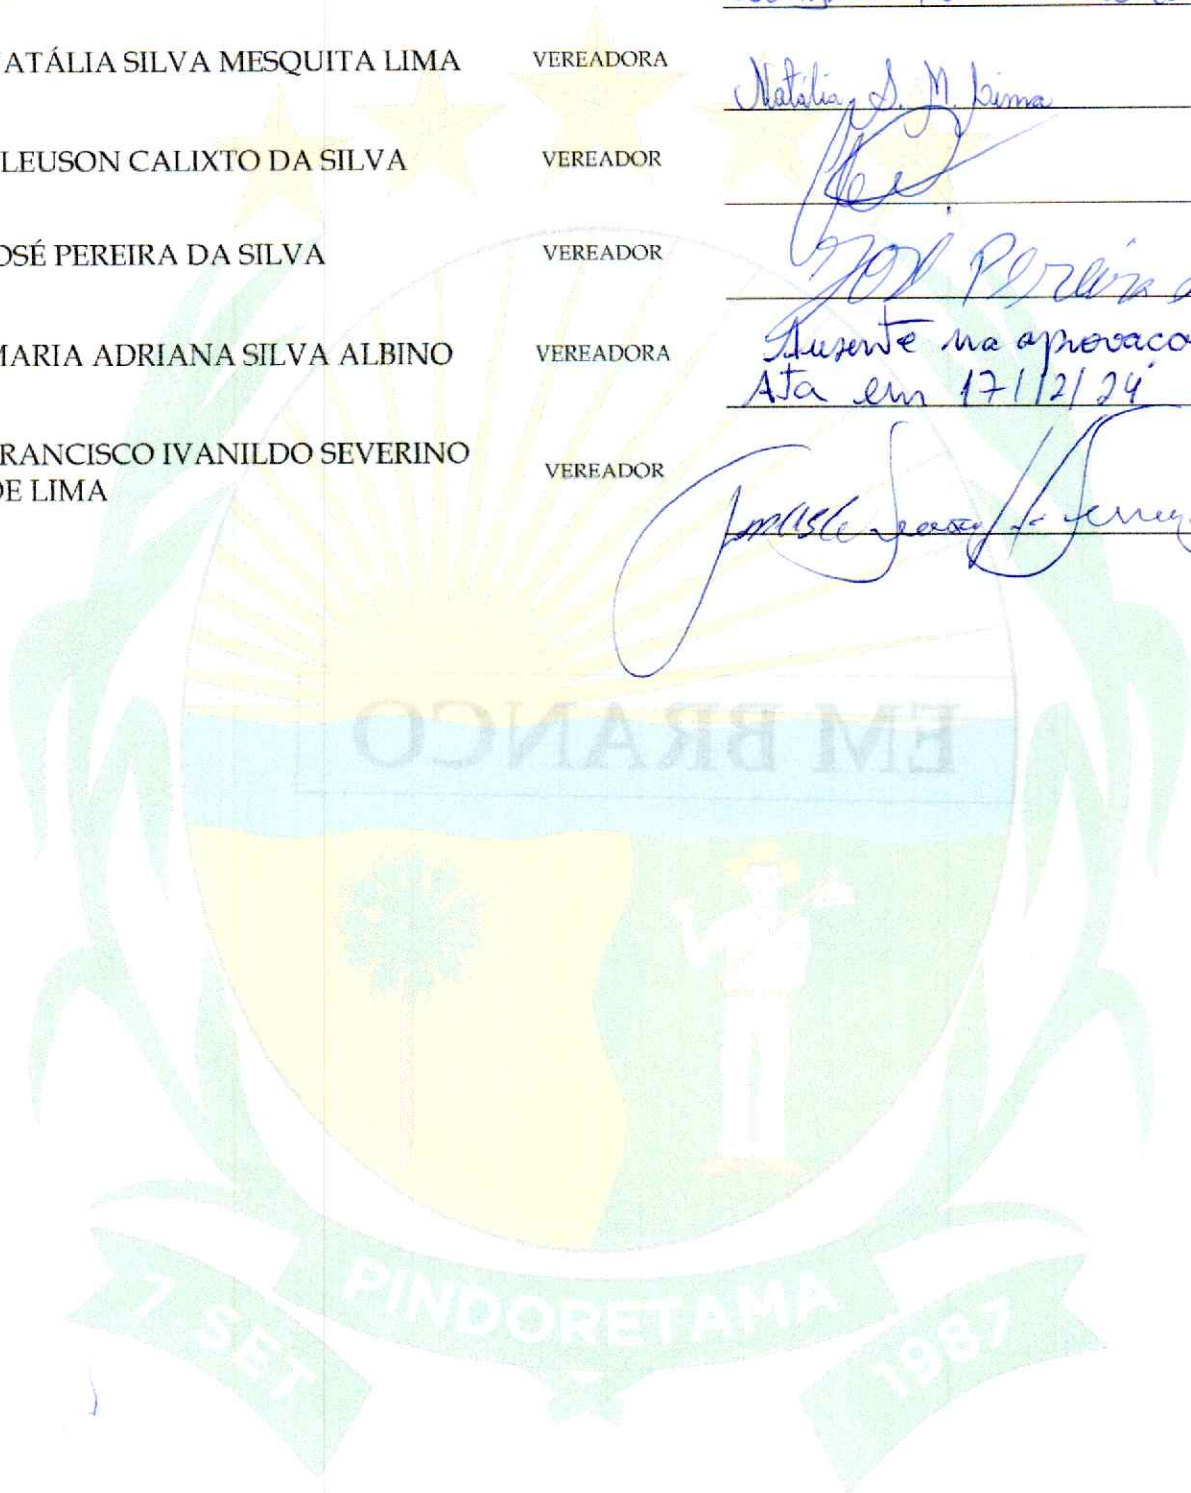 ATÁLIA SILVA MESQUITA LIMA VEREADORA Natália S. M. Lima
LEUSON CALIXTO DA SILVA VEREADOR
OSÉ PEREIRA DA SILVA VEREADOR José Pereira
MARIA ADRIANA SILVA ALBINO VEREADORA Ausente na aprovaco
Ata em 17/12/24
RANCISCO IVANILDO SEVERINO VEREADOR
DE LIMA
EM BRANCO
PINDORETAMA
7 SET 1987